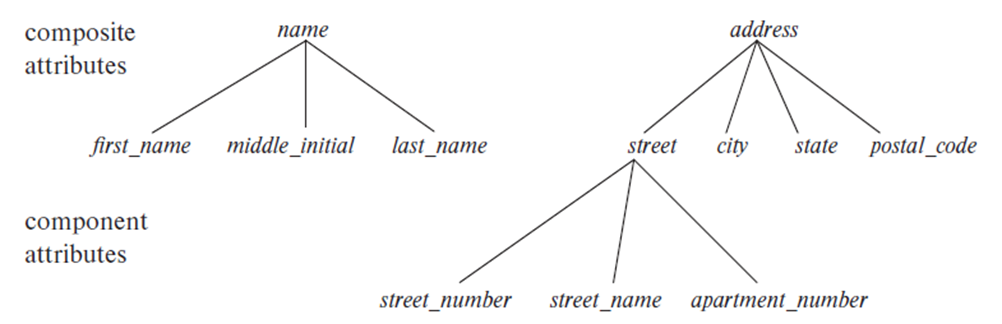 composite
attributes
name
address
first_name
middle_initial
last_name
street
city
state
postal_code
component
attributes
street_number
street_name
apartment_number